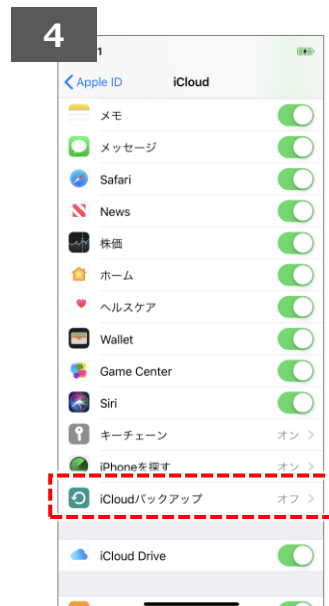 4
1
Apple ID
iCloud
メモ
メッセージ
Safari
News
株価
ホーム
ヘルスケア
Wallet
Game Center
Siri
キーチェーン オン
iPhoneを探す オン
iCloudバックアップ オフ
iCloud Drive